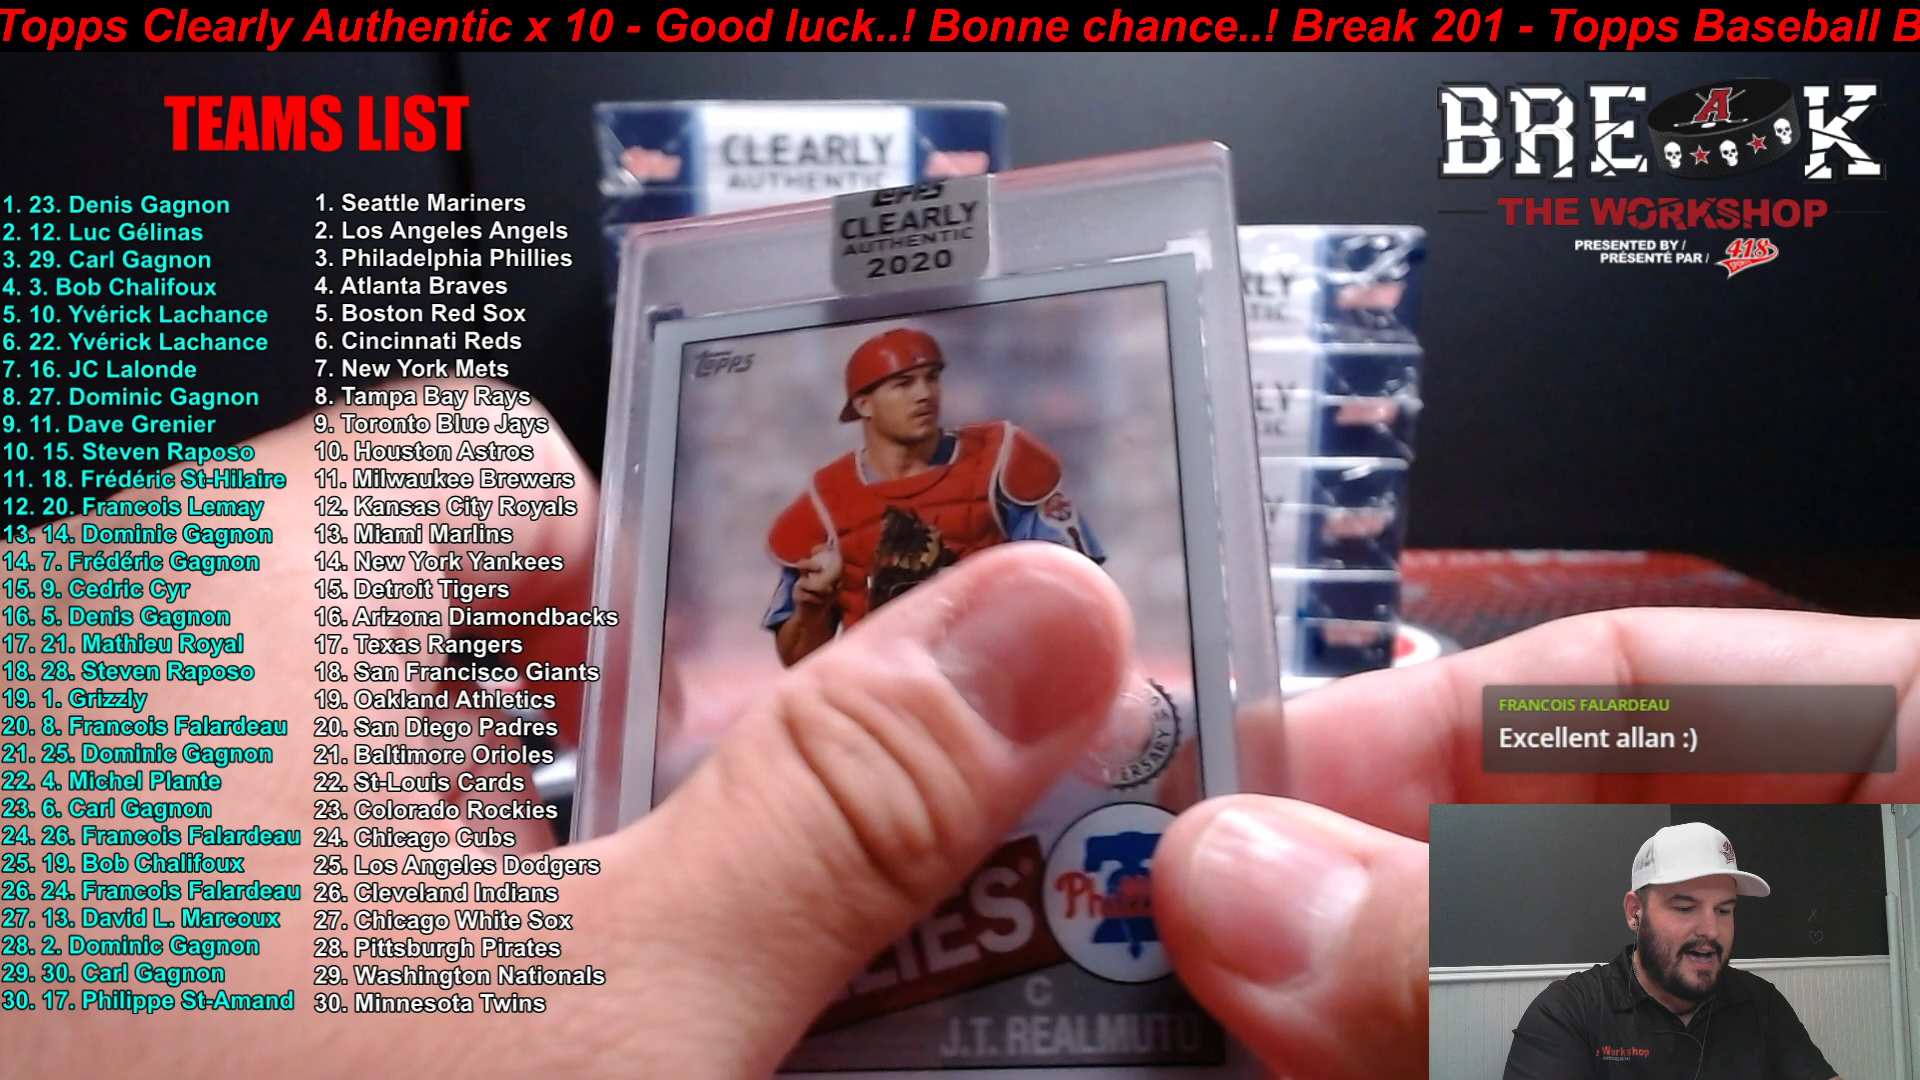 Topps Clearly Authentic x 10 - Good luck..! Bonne chance..! Break 201 - Topps Baseball B
TEAMS LIST
1. 23. Denis Gagnon
2. 12. Luc Gélinas
3. 29. Carl Gagnon
4. 3. Bob Chalifoux
5. 10. Yvérick Lachance
6. 22. Yvérick Lachance
7. 16. JC Lalonde
8. 27. Dominic Gagnon
9. 11. Dave Grenier
10. 15. Steven Raposo
11. 18. Frédéric St-Hilaire
12. 20. Francois Lemay
13. 14. Dominic Gagnon
14. 7. Frédéric Gagnon
15. 9. Cedric Cyr
16. 5. Denis Gagnon
17. 21. Mathieu Royal
18. 28. Steven Raposo
19. 1. Grizzly
20. 8. Francois Falardeau
21. 25. Dominic Gagnon
22. 4. Michel Plante
23. 6. Carl Gagnon
24. 26. Francois Falardeau
25. 19. Bob Chalifoux
26. 24. Francois Falardeau
27. 13. David L. Marcoux
28. 2. Dominic Gagnon
29. 30. Carl Gagnon
30. 17. Philippe St-Amand
1. Seattle Mariners
2. Los Angeles Angels
3. Philadelphia Phillies
4. Atlanta Braves
5. Boston Red Sox
6. Cincinnati Reds
7. New York Mets
8. Tampa Bay Rays
9. Toronto Blue Jays
10. Houston Astros
11. Milwaukee Brewers
12. Kansas City Royals
13. Miami Marlins
14. New York Yankees
15. Detroit Tigers
16. Arizona Diamondbacks
17. Texas Rangers
18. San Francisco Giants
19. Oakland Athletics
20. San Diego Padres
21. Baltimore Orioles
22. St-Louis Cards
23. Colorado Rockies
24. Chicago Cubs
25. Los Angeles Dodgers
26. Cleveland Indians
27. Chicago White Sox
28. Pittsburgh Pirates
29. Washington Nationals
30. Minnesota Twins
CLEARLY
AUTHENTIC
TOPPS
CLEARLY
AUTHENTIC
2020
Topps
Phillies
C
J.T. REALMUTO
BREAK
THE WORKSHOP
PRESENTED BY /
PRÉSENTÉ PAR /
418
FRANCOIS FALARDEAU
Excellent allan :)
Workshop